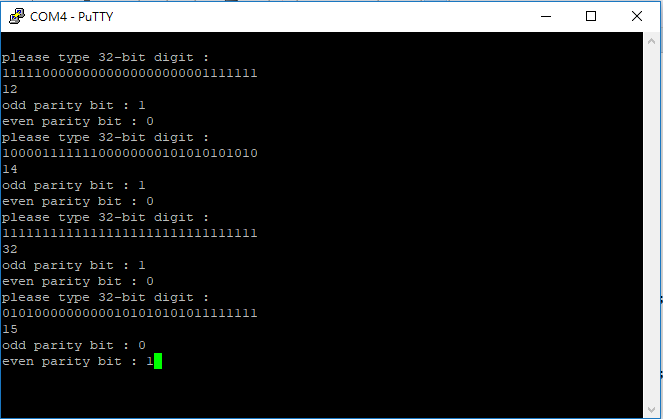 COM4 - PuTTY
please type 32-bit digit :
11111000000000000000000001111111
12
odd parity bit : 1
even parity bit : 0
please type 32-bit digit :
10000111111100000000101010101010
14
odd parity bit : 1
even parity bit : 0
please type 32-bit digit :
11111111111111111111111111111111
32
odd parity bit : 1
even parity bit : 0
please type 32-bit digit :
01010000000000101010101011111111
15
odd parity bit : 0
even parity bit : 1